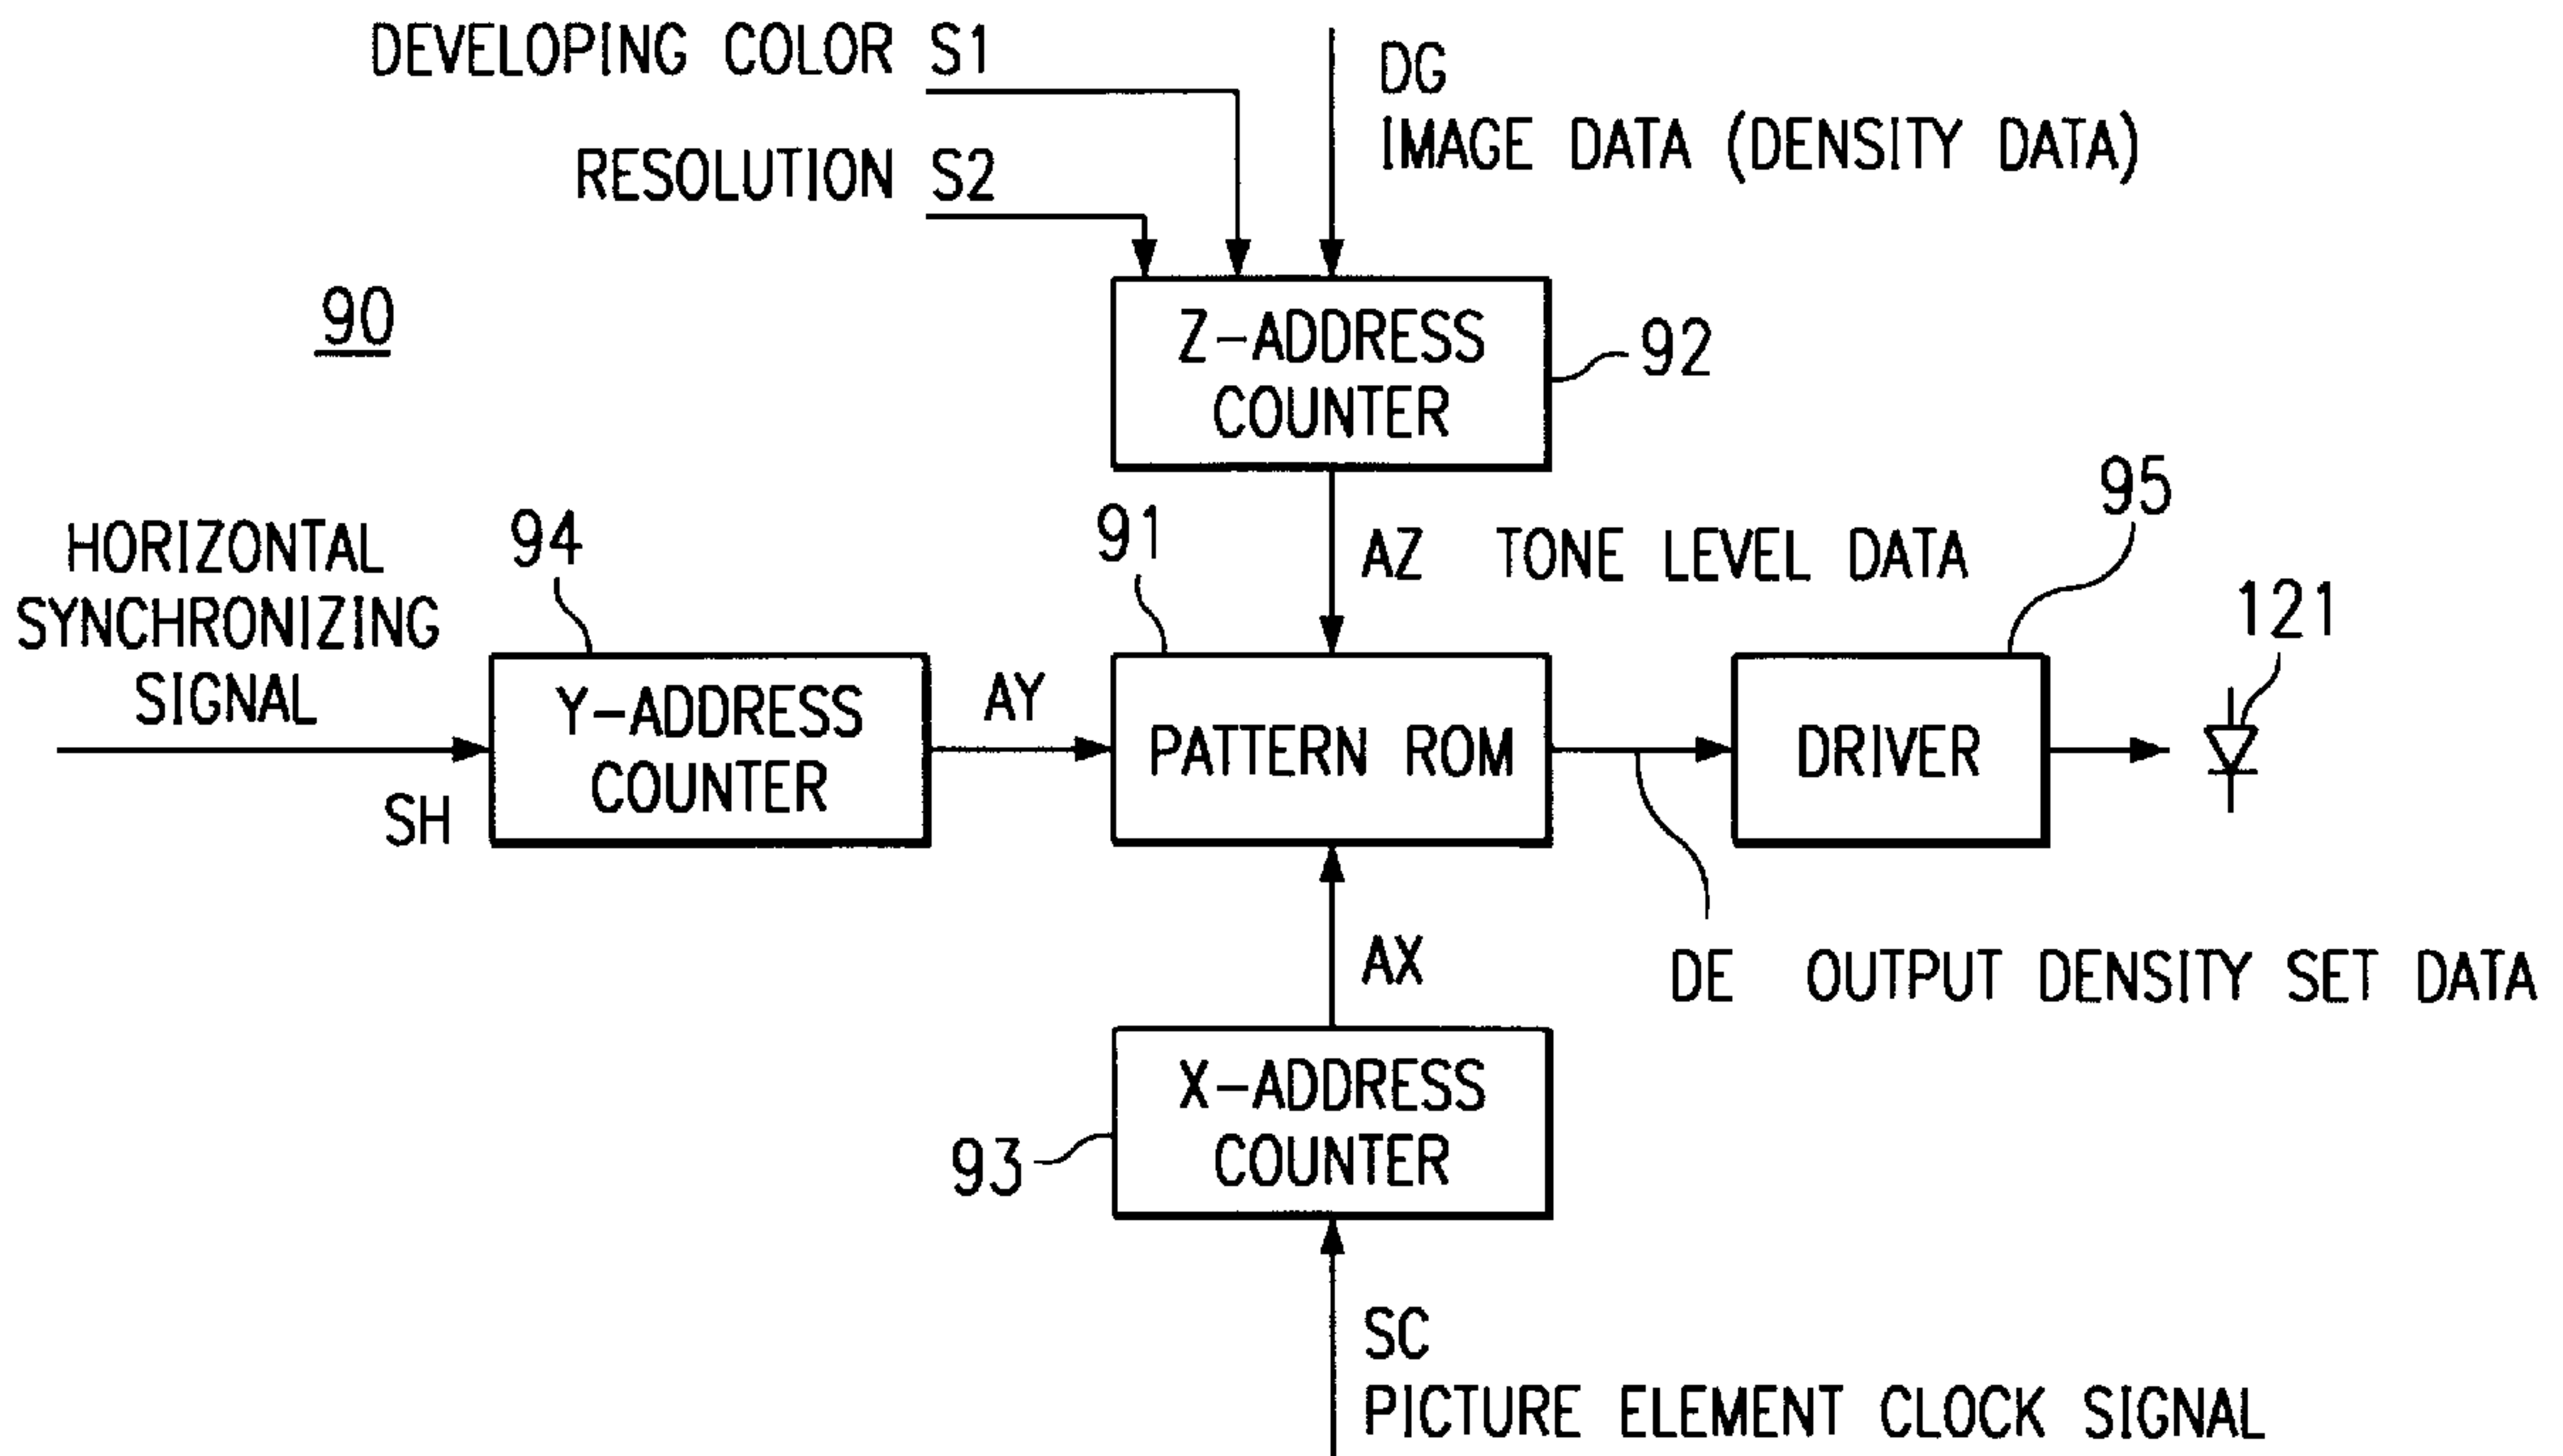 DEVELOPING COLOR S1
DG
IMAGE DATA (DENSITY DATA)
RESOLUTION S2
90
Z-ADDRESS
COUNTER
92
HORIZONTAL
SYNCHRONIZING
SIGNAL
SH
94
Y-ADDRESS
COUNTER
AY
91
AZ TONE LEVEL DATA
PATTERN ROM
95
DRIVER
121
DE OUTPUT DENSITY SET DATA
AX
X-ADDRESS
COUNTER
93
SC
PICTURE ELEMENT CLOCK SIGNAL